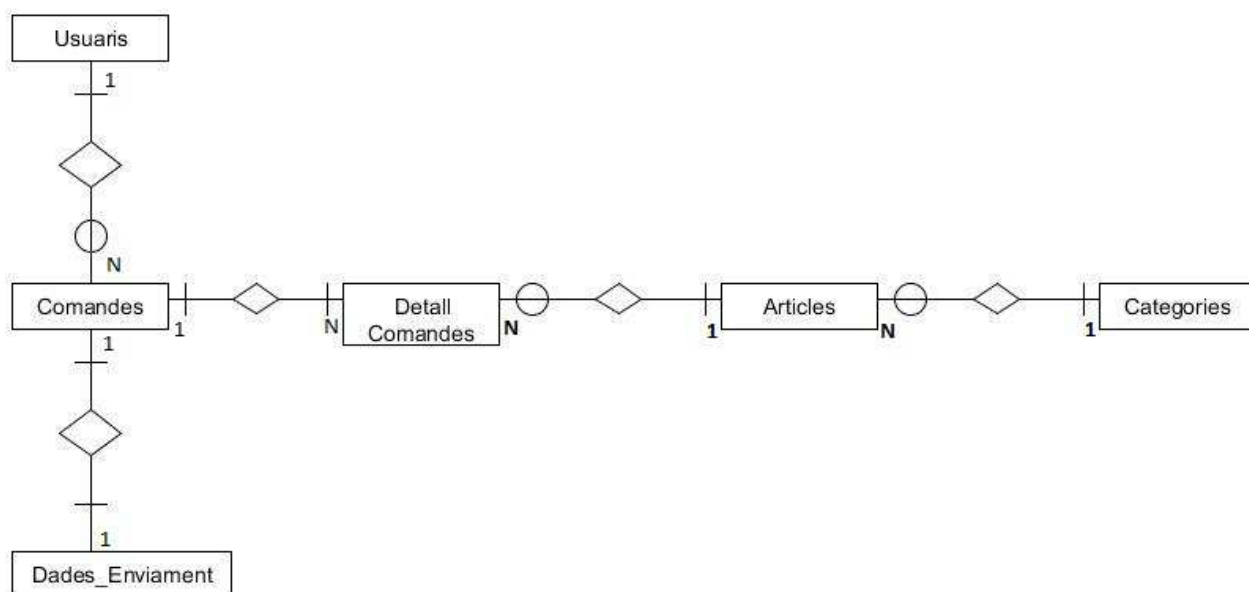 Usuaris
1
N
Comandes
1
N
Detall
Comandes
N
1
Articles
N
1
Categories
1
1
Dades_Enviament